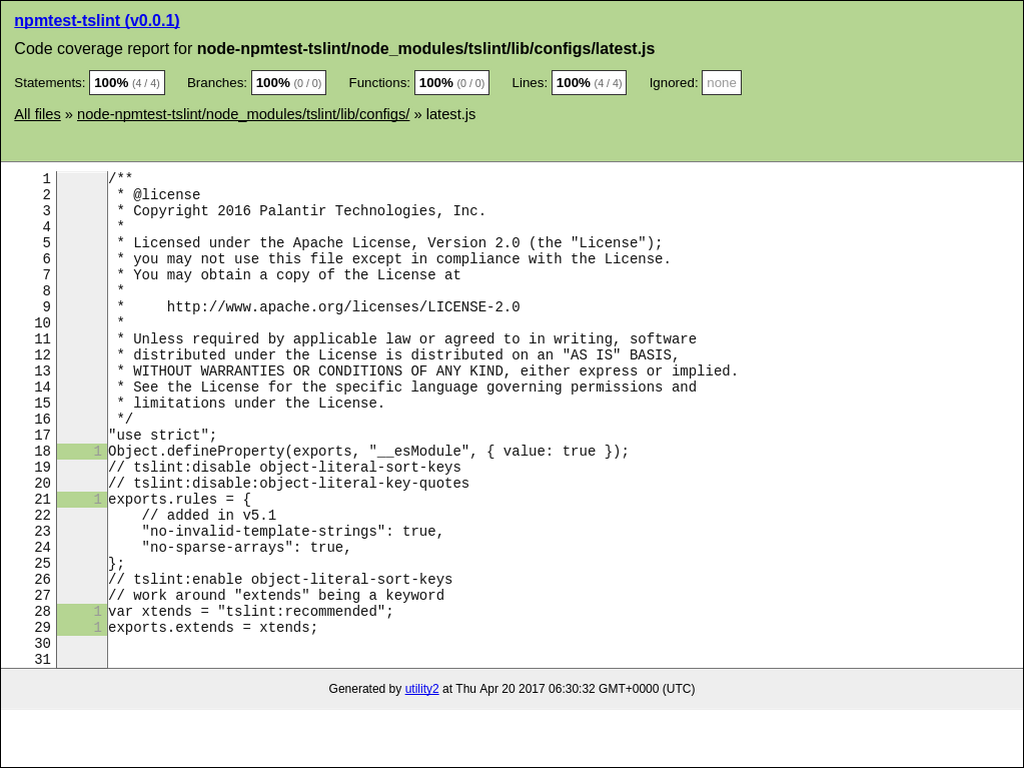 npmtest-tslint (v0.0.1)
Code coverage report for node-npmtest-tslint/node_modules/tslint/lib/configs/latest.js
Statements: 100% (4 / 4) Branches: 100% (0 / 0) Functions: 100% (0 / 0) Lines: 100% (4 / 4) Ignored: none
All files » node-npmtest-tslint/node_modules/tslint/lib/configs/ » latest.js
1 /**
2  * @license
3  * Copyright 2016 Palantir Technologies, Inc.
4  *
5  * Licensed under the Apache License, Version 2.0 (the "License");
6  * you may not use this file except in compliance with the License.
7  * You may obtain a copy of the License at
8  *
9  *     http://www.apache.org/licenses/LICENSE-2.0
10  *
11  * Unless required by applicable law or agreed to in writing, software
12  * distributed under the License is distributed on an "AS IS" BASIS,
13  * WITHOUT WARRANTIES OR CONDITIONS OF ANY KIND, either express or implied.
14  * See the License for the specific language governing permissions and
15  * limitations under the License.
16  */
17 "use strict";
18 1 Object.defineProperty(exports, "__esModule", { value: true });
19 // tslint:disable object-literal-sort-keys
20 // tslint:disable:object-literal-key-quotes
21 1 exports.rules = {
22     // added in v5.1
23     "no-invalid-template-strings": true,
24     "no-sparse-arrays": true,
25 };
26 // tslint:enable object-literal-sort-keys
27 // work around "extends" being a keyword
28 1 var xtends = "tslint:recommended";
29 1 exports.extends = xtends;
30
31
Generated by utility2 at Thu Apr 20 2017 06:30:32 GMT+0000 (UTC)